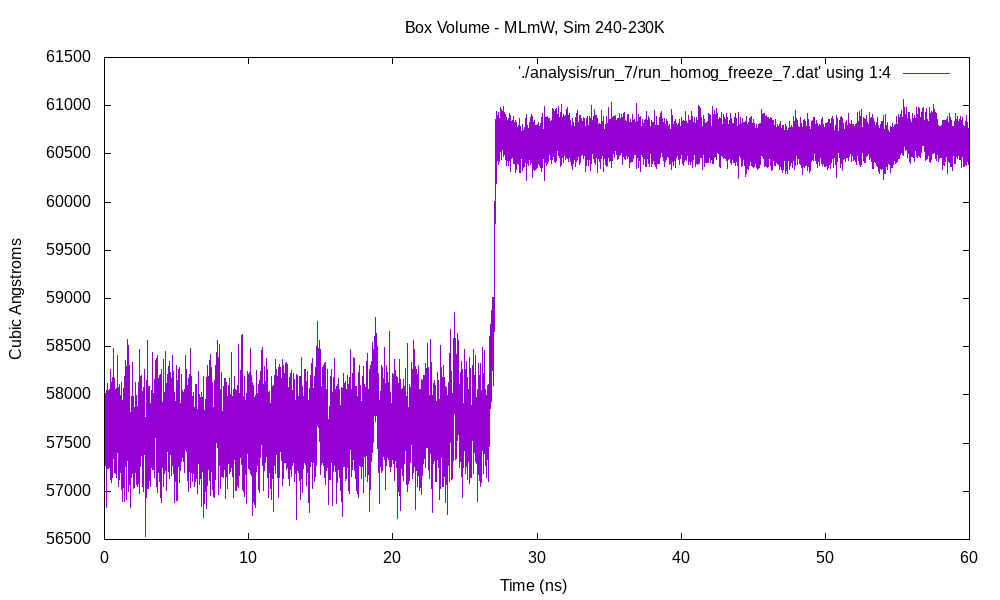 Box Volume - MLmW, Sim 240-230K
'./analysis/run_7/run_homog_freeze_7.dat' using 1:4
61500
61000
60500
60000
59500
59000
58500
58000
57500
57000
56500
Cubic Angstroms
0 10 20 30 40 50 60
Time (ns)